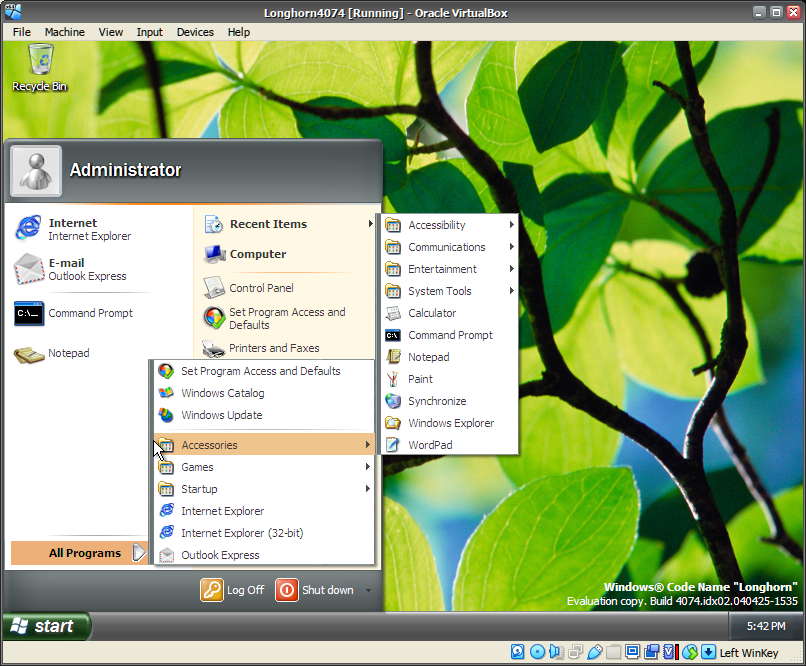 Longhorn4074 [Running] - Oracle VirtualBox
File Machine View Input Devices Help
Recycle Bin
Administrator
Internet
Internet Explorer
E-mail
Outlook Express
Command Prompt
Notepad
Recent Items
Computer
Control Panel
Set Program Access and
Defaults
Printers and Faxes
Set Program Access and Defaults
Windows Catalog
Windows Update
Accessories
Games
Startup
Internet Explorer
Internet Explorer (32-bit)
Outlook Express
Accessibility
Communications
Entertainment
System Tools
Calculator
Command Prompt
Notepad
Paint
Synchronize
Windows Explorer
WordPad
All Programs
Log Off
Shut down
Windows® Code Name "Longhorn"
Evaluation copy. Build 4074.idx02.040425-1535
start
5:42 PM
Left WinKey